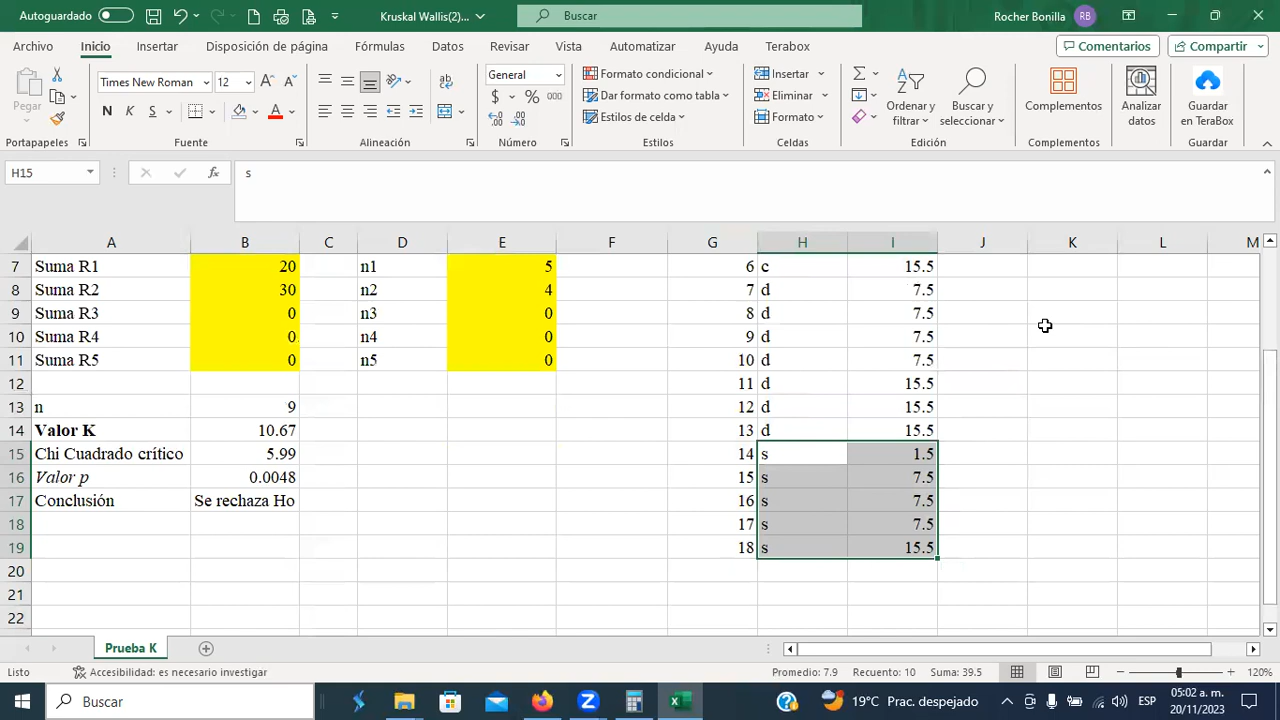 Autoguardado
Kruskal Wallis(2)...
Buscar
Rocher Bonilla
RB
Archivo
Inicio
Insertar
Disposición de página
Fórmulas
Datos
Revisar
Vista
Automatizar
Ayuda
Terabox
Comentarios
Compartir
Pegar
Times New Roman
12
N K S
General
Formato condicional
Dar formato como tabla
Estilos de celda
Insertar
Eliminar
Formato
Ordenar y filtrar
Buscar y seleccionar
Complementos
Analizar datos
Guardar en TeraBox
Portapapeles
Fuente
Alineación
Número
Estilos
Celdas
Edición
Complementos
Guardar
H15
fx
s
A B C D E F G H I J K L M
7 Suma R1 20 n1 5 6 c 15.5
8 Suma R2 30 n2 4 7 d 7.5
9 Suma R3 0 n3 0 8 d 7.5
10 Suma R4 0 n4 0 9 d 7.5
11 Suma R5 0 n5 0 10 d 7.5
12 11 d 15.5
13 n 9 12 d 15.5
14 Valor K 10.67 13 d 15.5
15 Chi Cuadrado crítico 5.99 14 s 1.5
16 Valor p 0.0048 15 s 7.5
17 Conclusión Se rechaza Ho 16 s 7.5
18 17 s 7.5
19 18 s 15.5
20
21
22
Prueba K
Listo
Accesibilidad: es necesario investigar
Promedio: 7.9 Recuento: 10 Suma: 39.5
120%
Buscar
19°C Prac. despejado
ESP
05:02 a. m.
20/11/2023